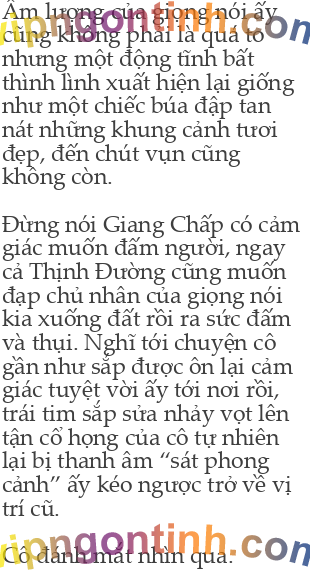 Âm lượng của giọng nói ấy
cũng không phải là quá to
nhưng một động tĩnh bất
thình lình xuất hiện lại giống
như một chiếc búa đập tan
nát những khung cảnh tươi
đẹp, đến chút vụn cũng
không còn.
Đừng nói Giang Chấp có cảm
giác muốn đấm người, ngay
cả Thịnh Đường cũng muốn
đạp chủ nhân của giọng nói
kia xuống đất rồi ra sức đấm
và thụi. Nghĩ tới chuyện cô
gần như sắp được ôn lại cảm
giác tuyệt vời ấy tới nơi rồi,
trái tim sắp sửa nhảy vọt lên
tận cổ họng của cô tự nhiên
lại bị thanh âm “sát phong
cảnh” ấy kéo ngược trở về vị
trí cũ.
Cô đánh mắt nhìn qua.
vipngontinh.com
vipngontinh.com